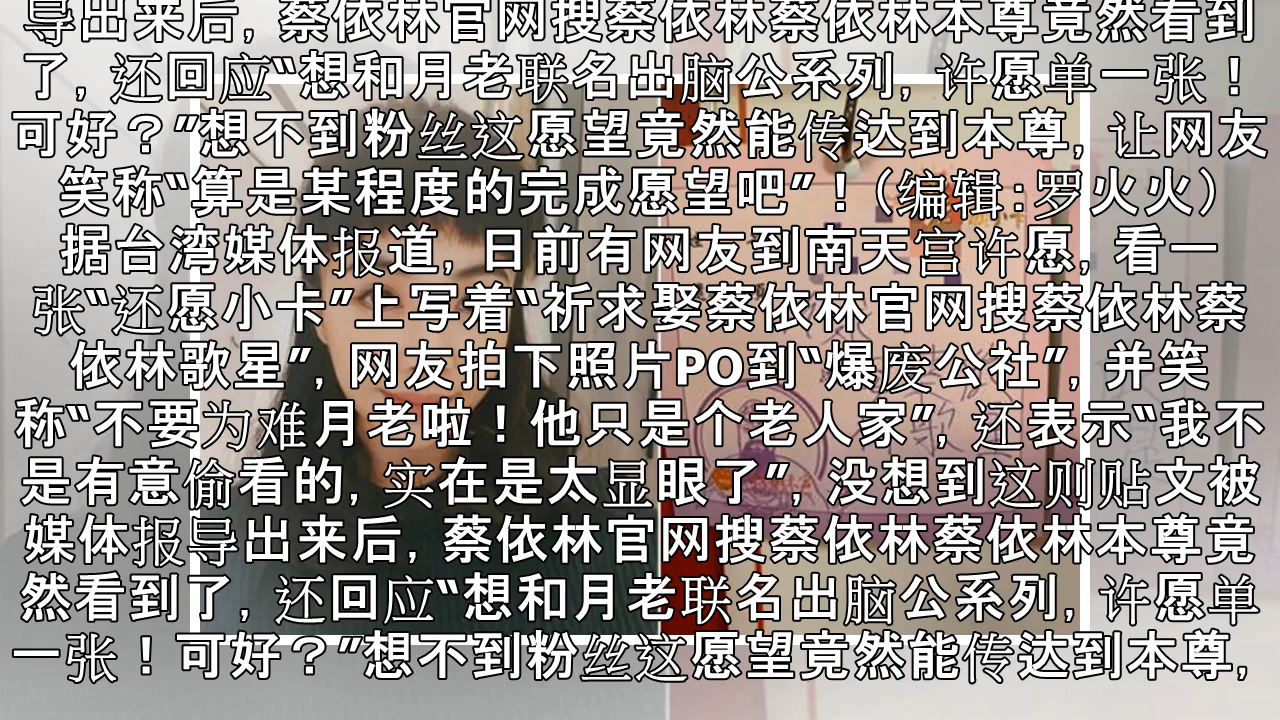 导出来后, 蔡依林官网搜蔡依林蔡依林本尊竟然看到
了, 还回应“想和月老联名出脑公系列, 许愿单一张！
可好？”想不到粉丝这愿望竟然能传达到本尊, 让网友
笑称“算是某程度的完成愿望吧”！(编辑:罗火火)
据台湾媒体报道, 日前有网友到南天宫许愿, 看一
张“还愿小卡”上写着“祈求娶蔡依林官网搜蔡依林蔡
依林歌星”, 网友拍下照片PO到“爆废公社”, 并笑
称“不要为难月老啦！他只是个老人家”, 还表示“我不
是有意偷看的, 实在是太显眼了”, 没想到这则贴文被
媒体报导出来后, 蔡依林官网搜蔡依林蔡依林本尊竟
然看到了, 还回应“想和月老联名出脑公系列, 许愿单
一张！可好？”想不到粉丝这愿望竟然能传达到本尊,